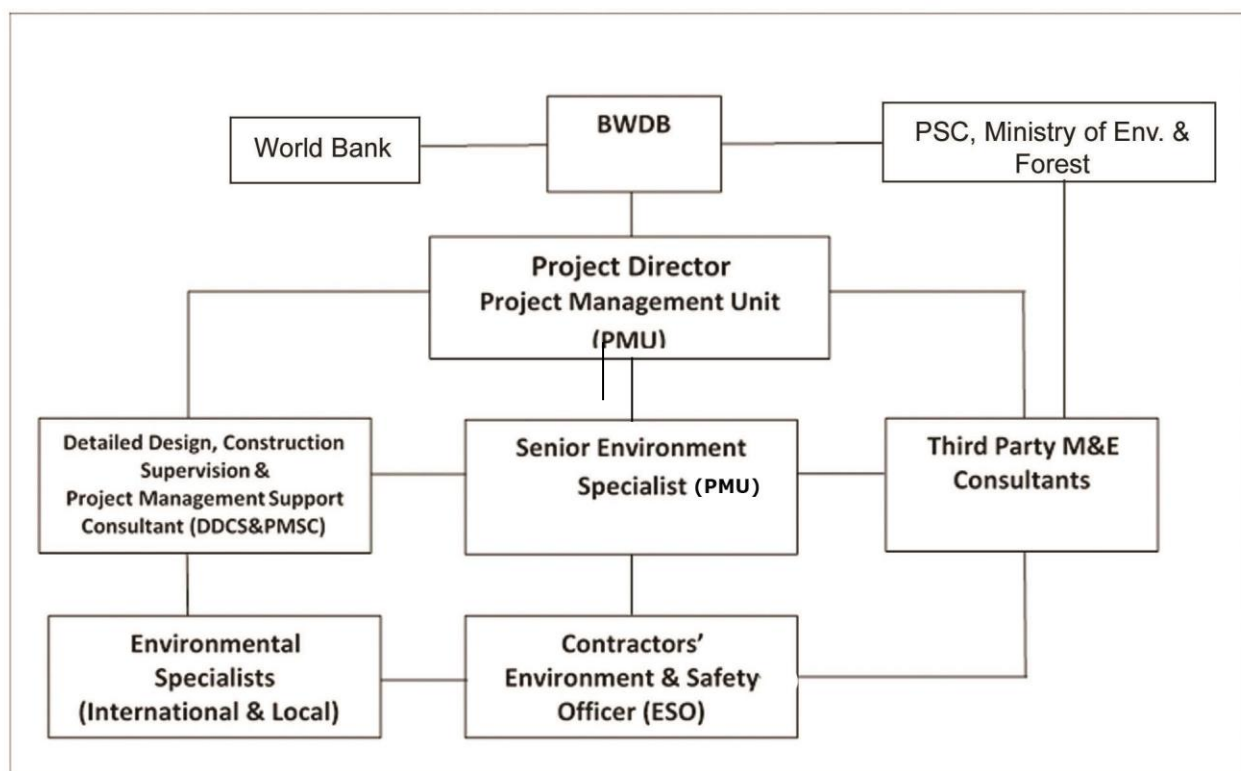 BWDB
World Bank
PSC, Ministry of Env. &
Forest
Project Director
Project Management Unit
(PMU)
Detailed Design, Construction
Supervision &
Project Management Support
Consultant (DDCS&PMSC)
Senior Environment
Specialist (PMU)
Third Party M&E
Consultants
Environmental
Specialists
(International & Local)
Contractors’
Environment & Safety
Officer (ESO)